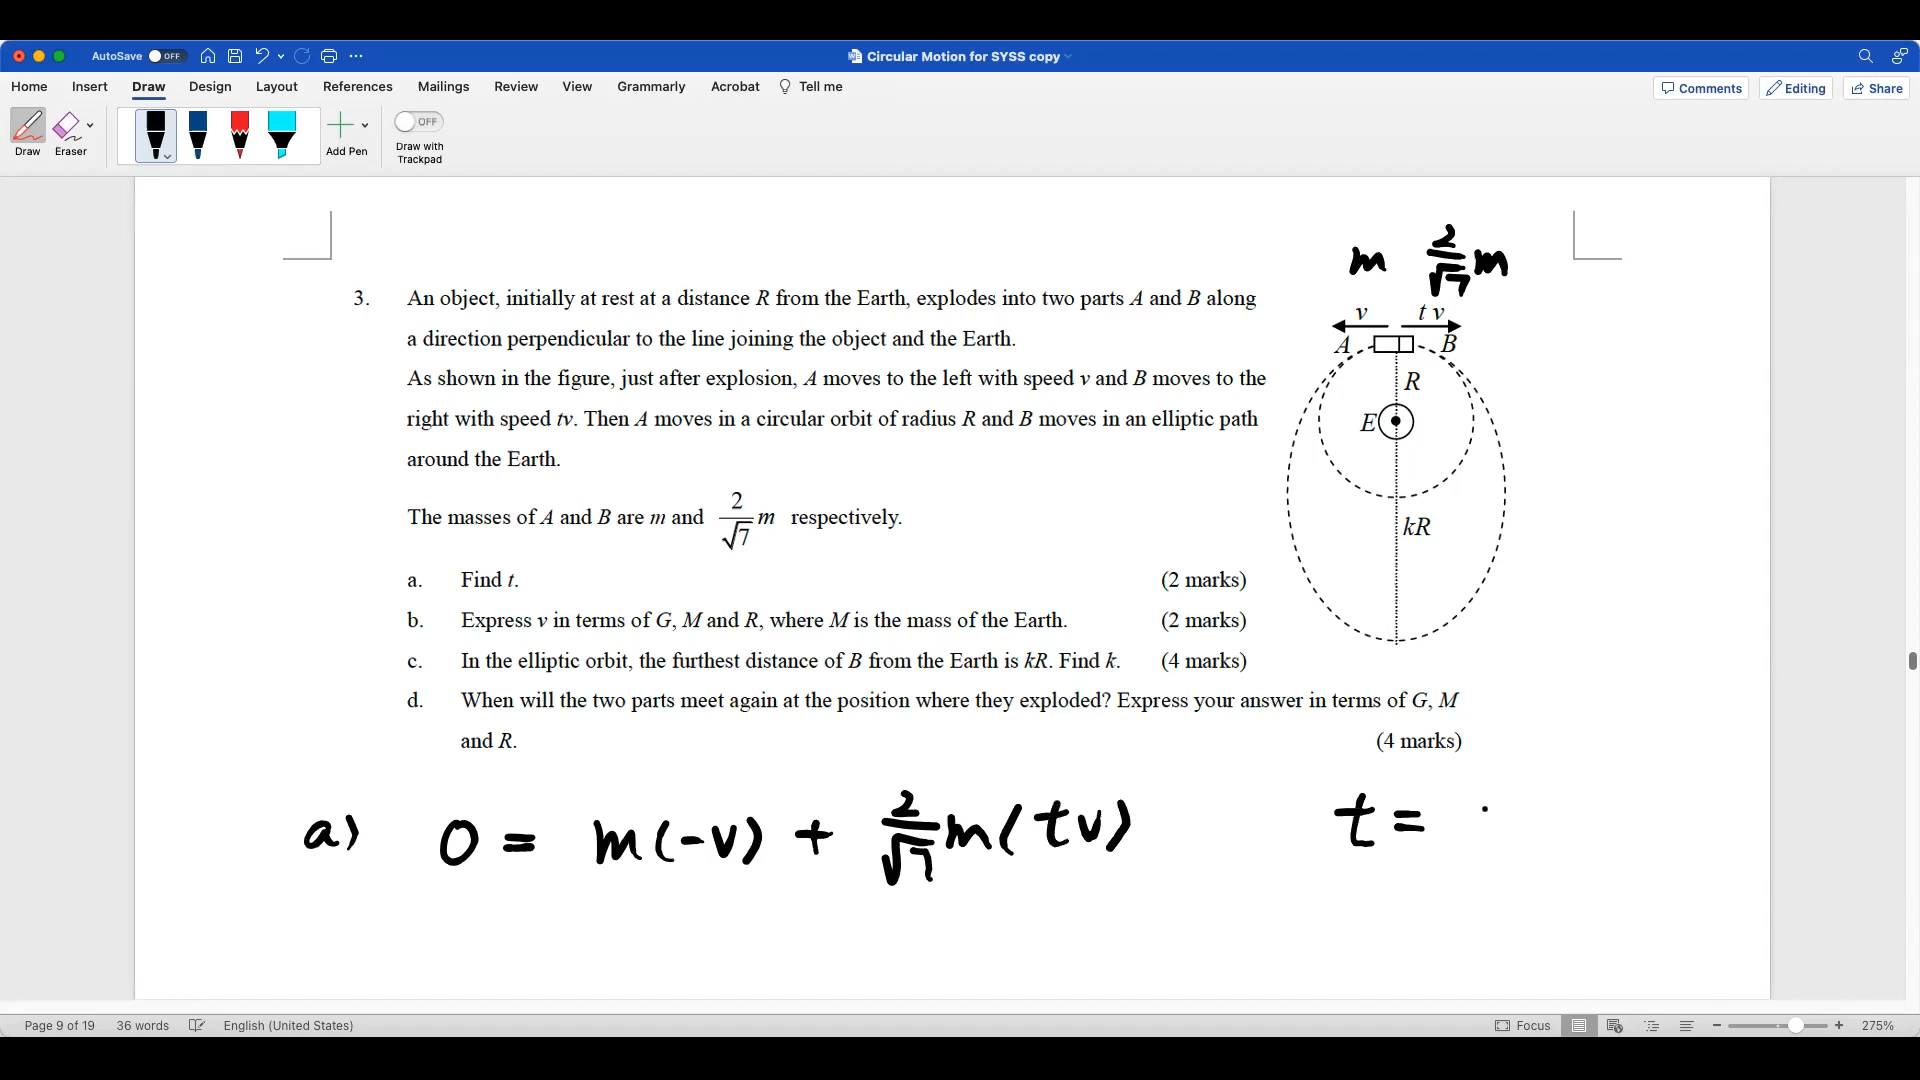 AutoSave OFF
Circular Motion for SYSS copy
Home Insert Draw Design Layout References Mailings Review View Grammarly Acrobat Tell me
Comments Editing Share
Draw Eraser Add Pen OFF Draw with Trackpad
m 2/√7 m
3. An object, initially at rest at a distance R from the Earth, explodes into two parts A and B along
a direction perpendicular to the line joining the object and the Earth.
As shown in the figure, just after explosion, A moves to the left with speed v and B moves to the
right with speed tv. Then A moves in a circular orbit of radius R and B moves in an elliptic path
around the Earth.
The masses of A and B are m and 2/√7 m respectively.
v t v
A B
R
E
kR
a. Find t. (2 marks)
b. Express v in terms of G, M and R, where M is the mass of the Earth. (2 marks)
c. In the elliptic orbit, the furthest distance of B from the Earth is kR. Find k. (4 marks)
d. When will the two parts meet again at the position where they exploded? Express your answer in terms of G, M
and R. (4 marks)
a) 0 = m(-v) + 2/√7 m(tv) t =
Page 9 of 19 36 words English (United States) Focus 275%